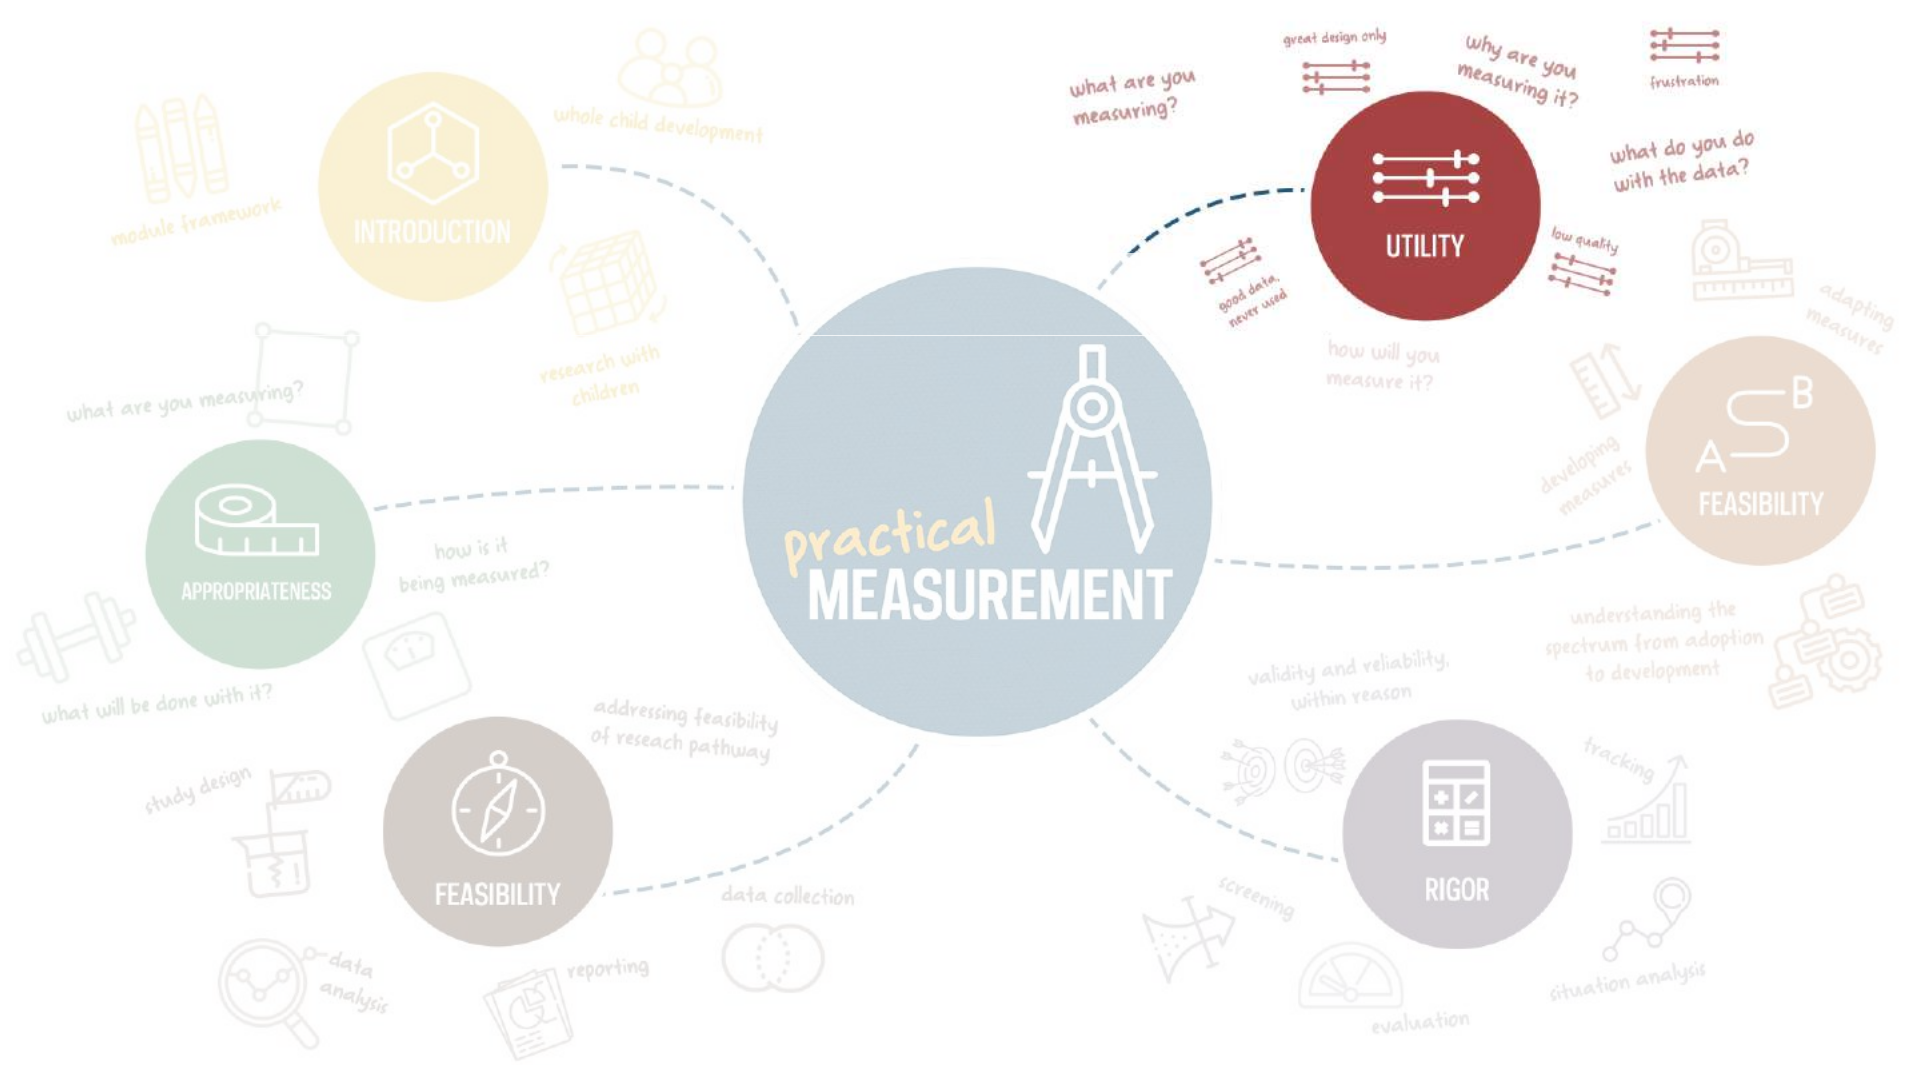 practical
MEASUREMENT
INTRODUCTION
module framework
whole child development
research with
children
UTILITY
what are you
measuring?
great design only
why are you
measuring it?
frustration
what do you do
with the data?
low quality
good data,
never used
how will you
measure it?
FEASIBILITY
A
B
adapting
measures
developing
measures
understanding the
spectrum from adoption
to development
APPROPRIATENESS
what are you measuring?
how is it
being measured?
what will be done with it?
FEASIBILITY
addressing feasibility
of reseach pathway
study design
data collection
data
analysis
reporting
RIGOR
validity and reliability,
within reason
tracking
screening
evaluation
situation analysis